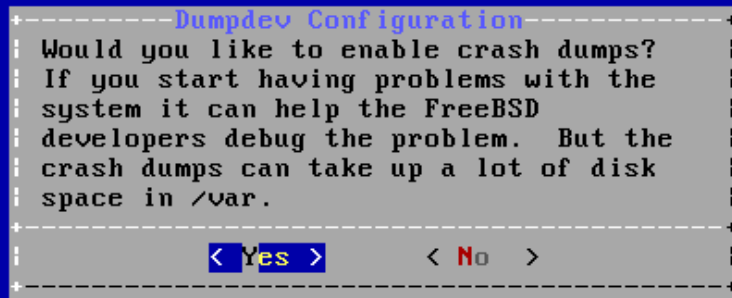 Dumpdev Configuration
Would you like to enable crash dumps?
If you start having problems with the
system it can help the FreeBSD
developers debug the problem.  But the
crash dumps can take up a lot of disk
space in /var.
< Yes >   < No >